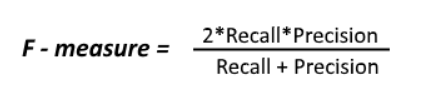 F - measure = 2*Recall*Precision
Recall + Precision